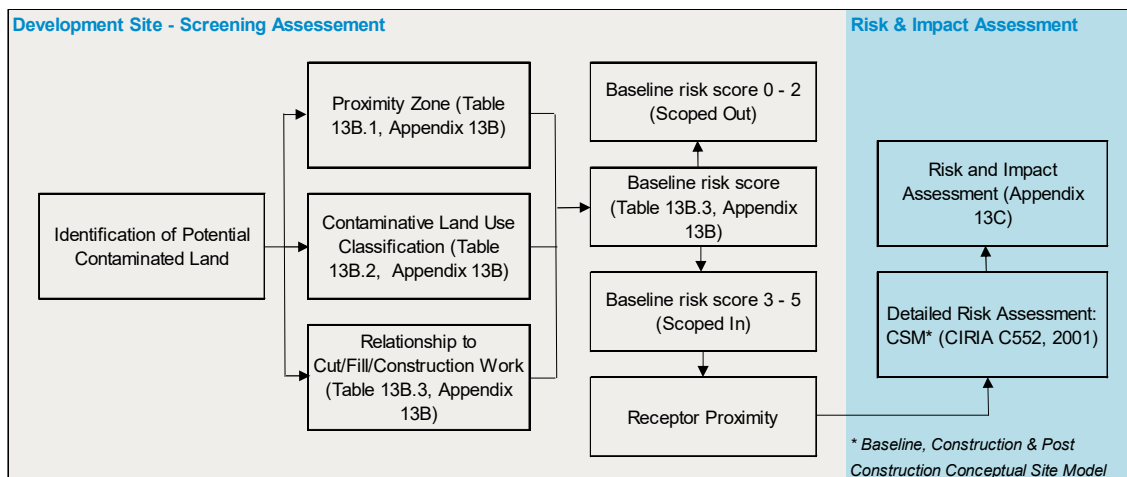 Development Site - Screening Assessement
Risk & Impact Assessment
Identification of Potential
Contaminated Land
Proximity Zone (Table
13B.1, Appendix 13B)
Contaminative Land Use
Classification (Table
13B.2, Appendix 13B)
Relationship to
Cut/Fill/Construction Work
(Table 13B.3, Appendix
13B)
Baseline risk score 0 - 2
(Scoped Out)
Baseline risk score
(Table 13B.3, Appendix
13B)
Baseline risk score 3 - 5
(Scoped In)
Receptor Proximity
Risk and Impact
Assessment (Appendix
13C)
Detailed Risk Assessment:
CSM* (CIRIA C552, 2001)
* Baseline, Construction & Post
Construction Conceptual Site Model